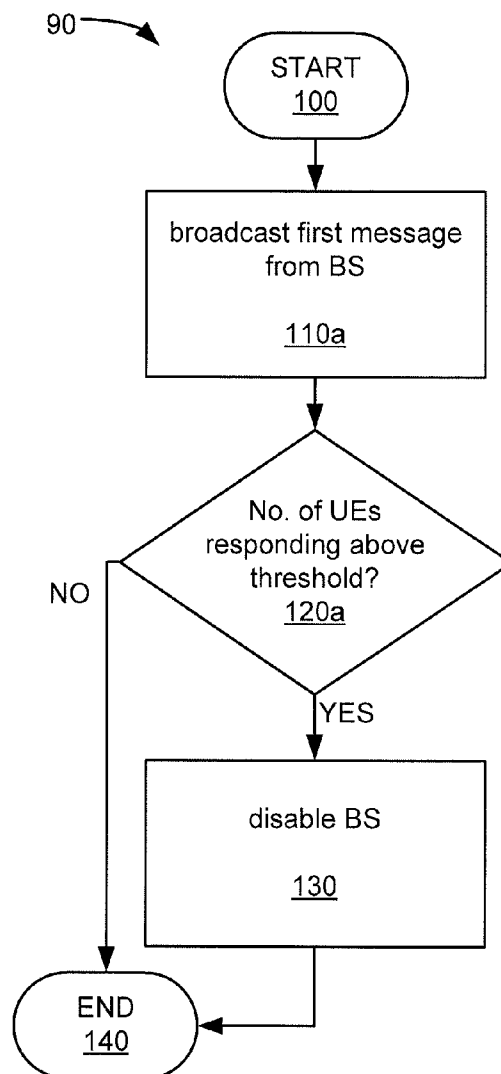 90
START
100
broadcast first message
from BS
110a
No. of UEs
responding above
threshold?
120a
NO
YES
disable BS
130
END
140